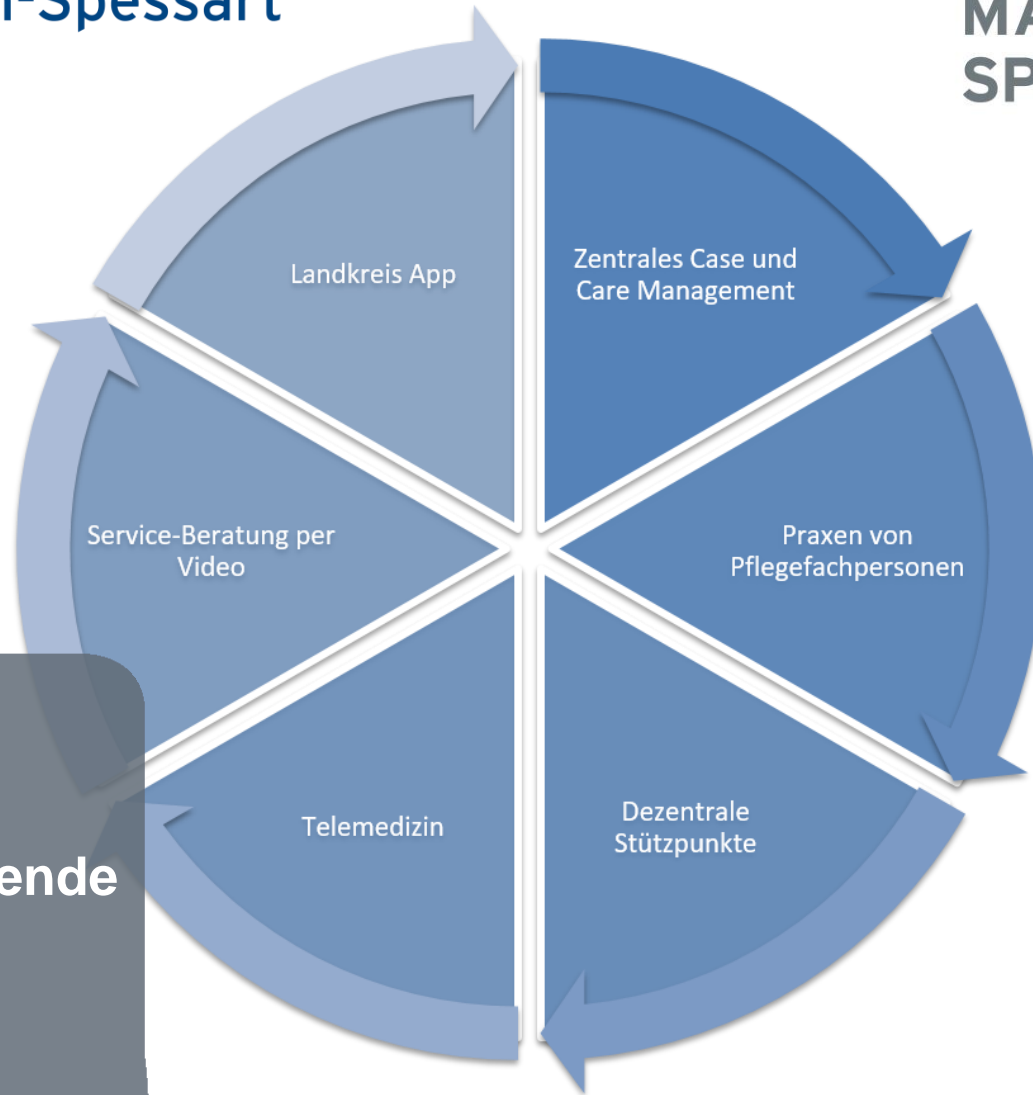 -Spessart
MA
SP
Landkreis App
Zentrales Case und
Care Management
Service-Beratung per
Video
Praxen von
Pflegefachpersonen
Telemedizin
Dezentrale
Stützpunkte
ende